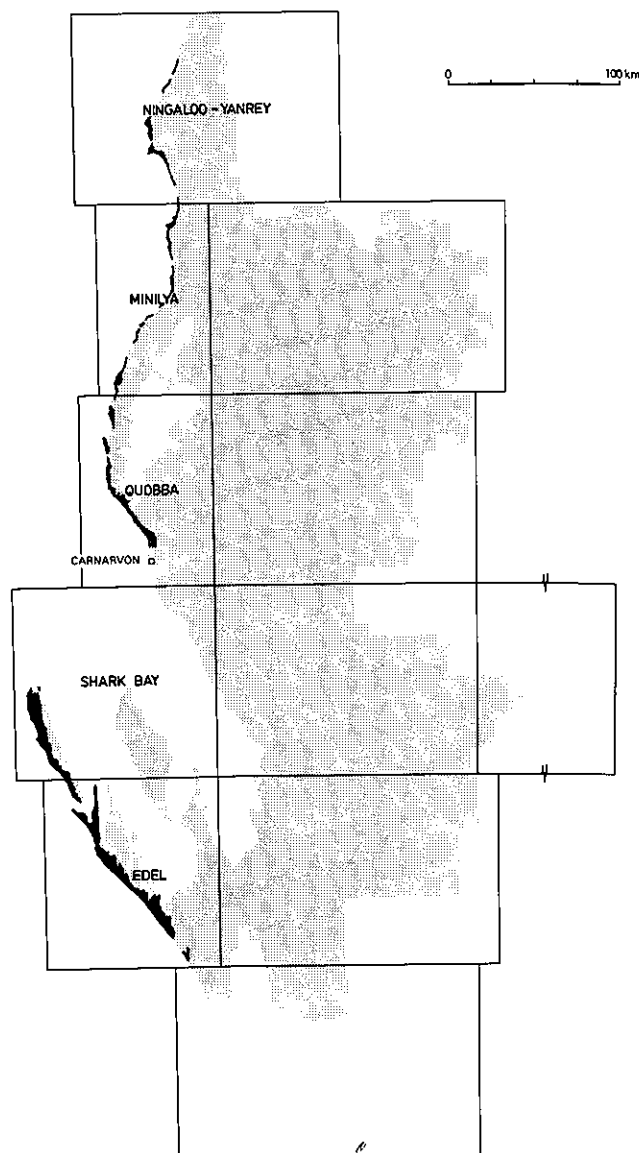 0 100 km
NINGALOO - YANREY
MINILYA
QUOBBA
CARNARVON
SHARK BAY
EDEL